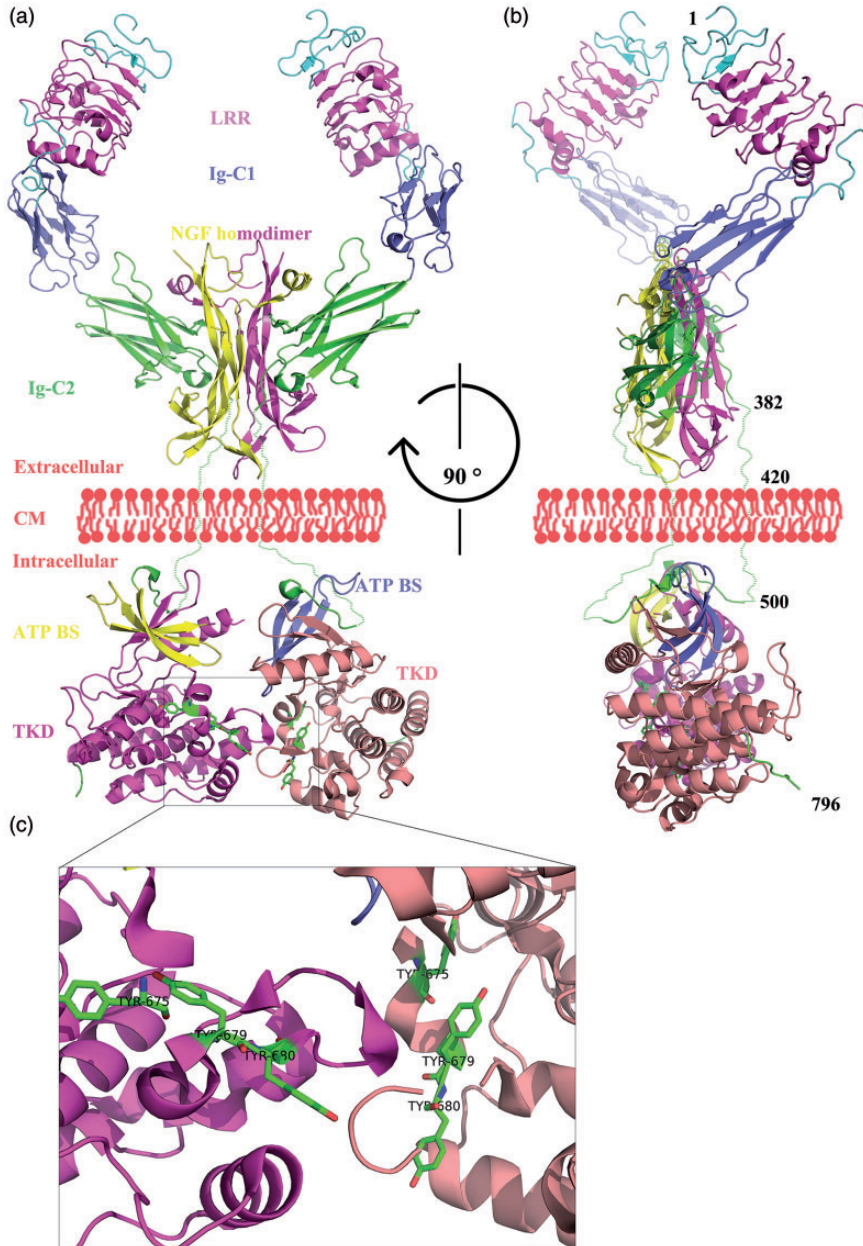 (a)
(b)
1
LRR
Ig-C1
NGF homodimer
Ig-C2
382
90 °
Extracellular
420
CM
Intracellular
ATP BS
500
ATP BS
TKD
TKD
796
(c)
TYR-675
TYR-675
TYR-679
TYR-680
TYR-679
TYR-680